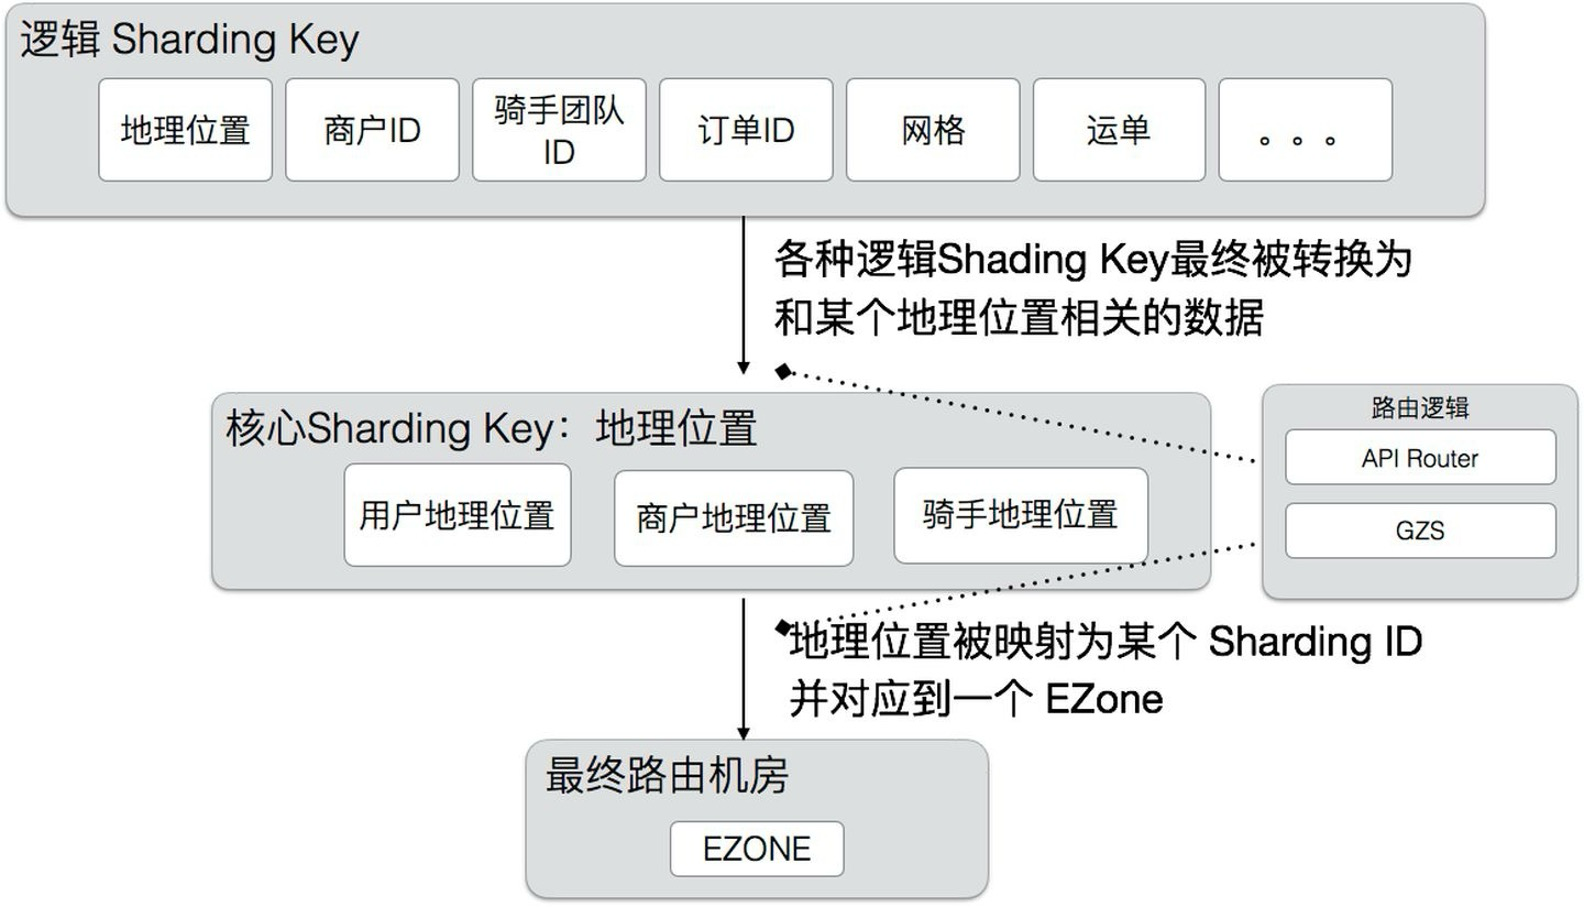 逻辑 Sharding Key
地理位置
商户ID
骑手团队
ID
订单ID
网格
运单
。。。
各种逻辑Shading Key最终被转换为
和某个地理位置相关的数据
核心Sharding Key：地理位置
用户地理位置
商户地理位置
骑手地理位置
路由逻辑
API Router
GZS
地理位置被映射为某个 Sharding ID
并对应到一个 EZone
最终路由机房
EZONE